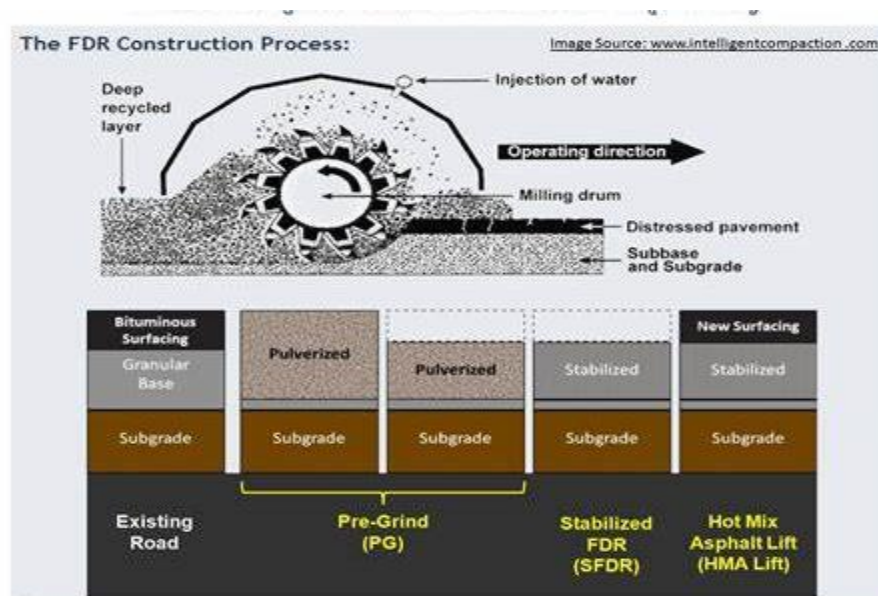 The FDR Construction Process:
Image Source: www.intelligentcompaction .com
Deep
recycled
layer
Injection of water
Operating direction
Milling drum
Distressed pavement
Subbase
and Subgrade
Bituminous
Surfacing
Granular
Base
Subgrade
Pulverized
Subgrade
Pulverized
Subgrade
Stabilized
Subgrade
New Surfacing
Stabilized
Subgrade
Existing
Road
Pre-Grind
(PG)
Stabilized
FDR
(SFDR)
Hot Mix
Asphalt Lift
(HMA Lift)